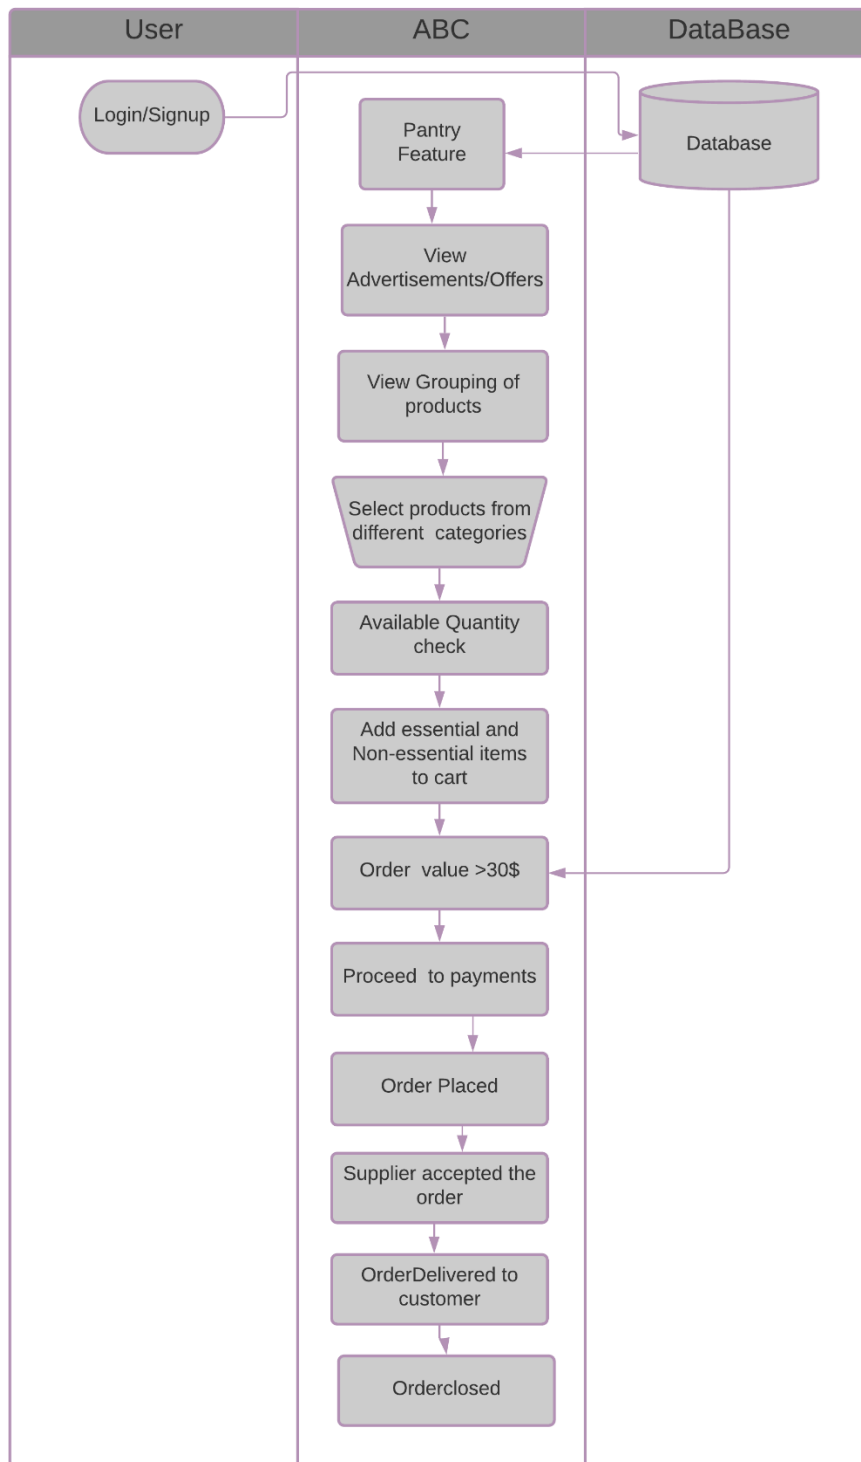 User
ABC
DataBase
Login/Signup
Pantry
Feature
Database
View
Advertisements/Offers
View Grouping of
products
Select products from
different  categories
Available Quantity
check
Add essential and
Non-essential items
to cart
Order  value >30$
Proceed  to payments
Order Placed
Supplier accepted the
order
OrderDelivered to
customer
Orderclosed